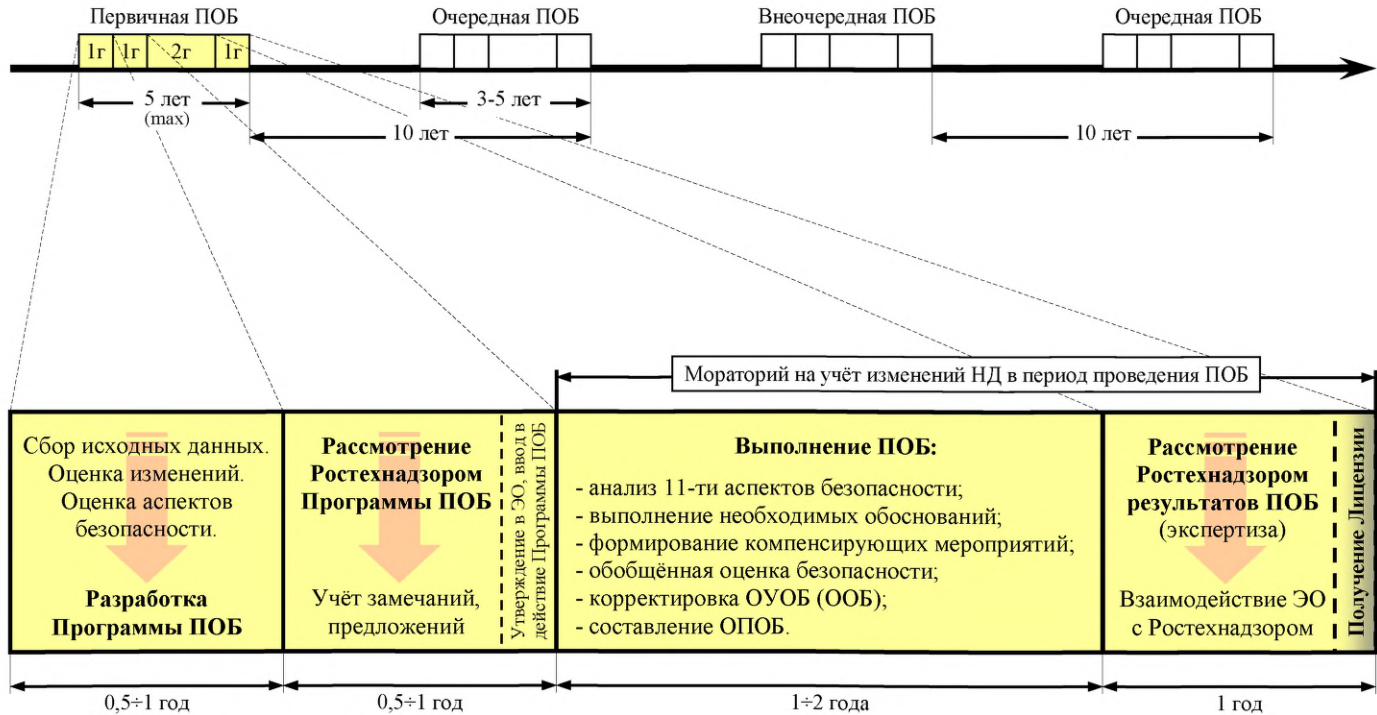 Первичная ПОБ
Очередная ПОБ
Внеочередная ПОБ
Очередная ПОБ
1г 1г 2г 1г
5 лет
(max)
3-5 лет
10 лет
10 лет
Мораторий на учёт изменений НД в период проведения ПОБ
Сбор исходных данных.
Оценка изменений.
Оценка аспектов
безопасности.
Разработка
Программы ПОБ
Рассмотрение
Ростехнадзором
Программы ПОБ
Учёт замечаний,
предложений
Утверждение в ЭО, ввод в
действие Программы ПОБ
Выполнение ПОБ:
- анализ 11-ти аспектов безопасности;
- выполнение необходимых обоснований;
- формирование компенсирующих мероприятий;
- обобщённая оценка безопасности;
- корректировка ОУОБ (ООБ);
- составление ОПОБ.
Рассмотрение
Ростехнадзором
результатов ПОБ
(экспертиза)
Взаимодействие ЭО
с Ростехнадзором
Получение Лицензии
0,5÷1 год
0,5÷1 год
1÷2 года
1 год